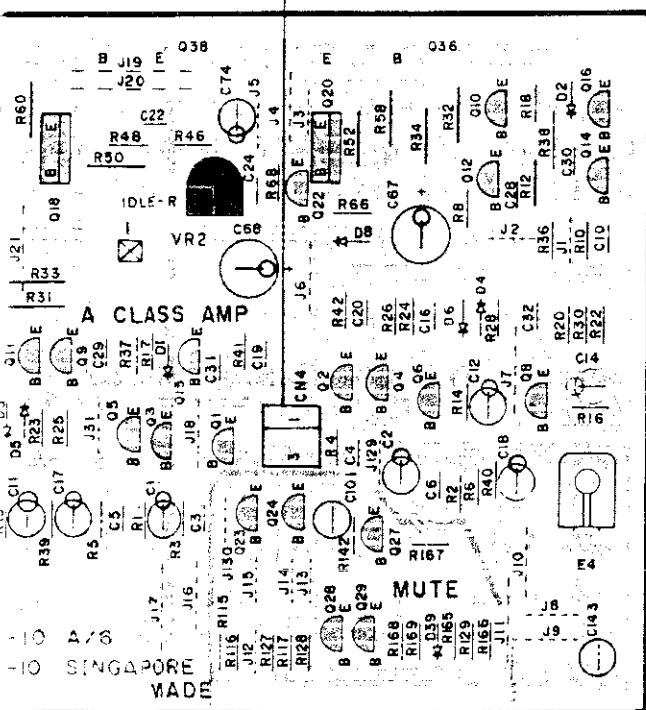 Q38
E
B
Q36
B J19 E
J20
C74
J5
J4
J3
Q20
R60
C22
R48
R46
R50
C24
R68
E
B
Q22
E
B
R52
R58
R34
R32
Q10
E
B
R18
D2
Q16
E
B
R38
C30
Q14
E
B
Q12
E
B
C28
R12
B
E
Q18
IDLE-R
VR2
C68
R66
D8
C67
+
R8
J2
R36
J1
R10
C10
J21
R33
R31
J6
A CLASS AMP
R42
C20
R26
R24
C16
D6
D4
R28
C32
R20
R30
R22
Q11
E
B
Q9
E
B
C29
R37
R17
D1
Q15
E
B
C31
R41
C19
CN4
1
3
Q2
E
B
Q4
E
B
Q6
E
B
R14
C12
J7
Q8
E
B
C14
R16
D5
R23
R25
J31
Q5
E
B
Q3
E
B
J18
Q1
E
B
R4
C4
J129
C2
C6
R2
R6
R40
C18
C11
R39
C17
R5
C5
R1
C1
R3
C3
J130
Q23
E
B
Q24
E
B
C101
R142
Q27
E
B
R167
J10
E4
J17
J16
R115
J15
J14
J13
MUTE
Q28
E
B
Q29
E
B
R116
J12
R127
R117
R128
R168
R169
D39
R165
R129
R166
J11
J8
J9
C143
-10 A/S
-10 SINGAPORE
MADE